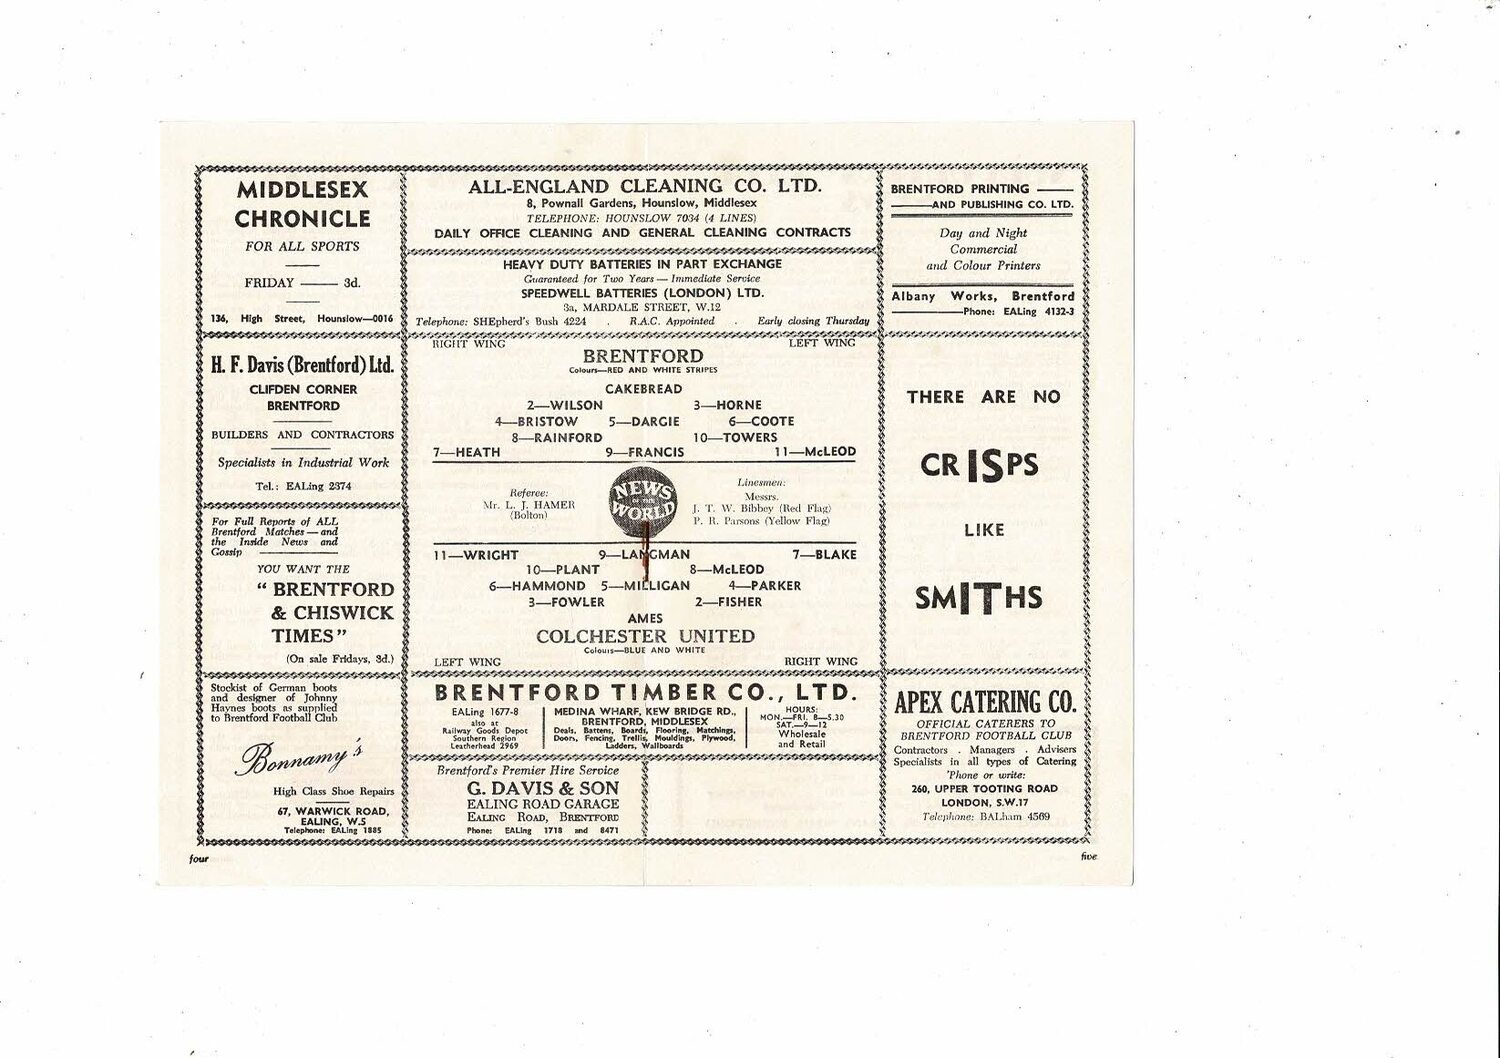 MIDDLESEX
CHRONICLE
FOR ALL SPORTS
FRIDAY —— 3d.
136, High Street, Hounslow—0016
ALL-ENGLAND CLEANING CO. LTD.
8, Pownall Gardens, Hounslow, Middlesex
TELEPHONE: HOUNSLOW 7034 (4 LINES)
DAILY OFFICE CLEANING AND GENERAL CLEANING CONTRACTS
HEAVY DUTY BATTERIES IN PART EXCHANGE
Guaranteed for Two Years — Immediate Service
SPEEDWELL BATTERIES (LONDON) LTD.
3a, MARDALE STREET, W.12
Telephone: SHEpherd's Bush 4224 . R.A.C. Appointed . Early closing Thursday
BRENTFORD PRINTING ——
——AND PUBLISHING CO. LTD.
Day and Night
Commercial
and Colour Printers
Albany Works, Brentford
——Phone: EALing 4132-3
H. F. Davis (Brentford) Ltd.
CLIFDEN CORNER
BRENTFORD
BUILDERS AND CONTRACTORS
Specialists in Industrial Work
Tel.: EALing 2374
For Full Reports of ALL
Brentford Matches — and
the Inside News and
Gossip ——
YOU WANT THE
" BRENTFORD
& CHISWICK
TIMES "
(On sale Fridays, 3d.)
Stockist of German boots
and designer of Johnny
Haynes boots as supplied
to Brentford Football Club
Bonnamy's
High Class Shoe Repairs
67, WARWICK ROAD,
EALING, W.5
Telephone: EALing 1885
RIGHT WING LEFT WING
BRENTFORD
Colours—RED AND WHITE STRIPES
CAKEBREAD
2—WILSON 3—HORNE
4—BRISTOW 5—DARGIE 6—COOTE
8—RAINFORD 10—TOWERS
7—HEATH 9—FRANCIS 11—McLEOD
Referee:
Mr. L. J. HAMER
(Bolton)
NEWS
OF THE
WORLD
Linesmen:
Messrs.
J. T. W. Bibbey (Red Flag)
P. R. Parsons (Yellow Flag)
11—WRIGHT 9—LANGMAN 7—BLAKE
10—PLANT 8—McLEOD
6—HAMMOND 5—MILLIGAN 4—PARKER
3—FOWLER 2—FISHER
AMES
COLCHESTER UNITED
Colours—BLUE AND WHITE
LEFT WING RIGHT WING
THERE ARE NO
CRISPS
LIKE
SMITHS
BRENTFORD TIMBER CO., LTD.
EALing 1677-8
also at
Railway Goods Depot
Southern Region
Leatherhead 2969
MEDINA WHARF, KEW BRIDGE RD.,
BRENTFORD, MIDDLESEX
Deals, Battens, Boards, Flooring, Matchings,
Doors, Fencing, Trellis, Mouldings, Plywood,
Ladders, Wallboards
HOURS:
MON.—FRI. 8—5.30
SAT.—9—12
Wholesale
and Retail
Brentford's Premier Hire Service
G. DAVIS & SON
EALING ROAD GARAGE
EALING ROAD, BRENTFORD
Phone: EALing 1718 and 8471
APEX CATERING CO.
OFFICIAL CATERERS TO
BRENTFORD FOOTBALL CLUB
Contractors . Managers . Advisers
Specialists in all types of Catering
'Phone or write:
260, UPPER TOOTING ROAD
LONDON, S.W.17
Telephone: BALham 4569
four
five